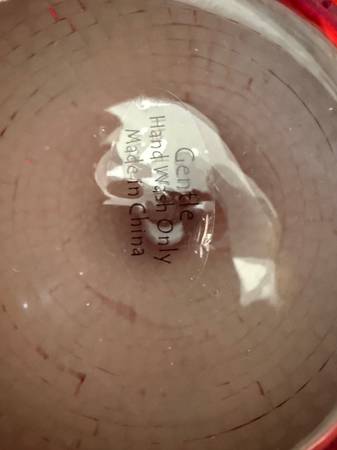 Gentle
Hand Wash Only
Made in China